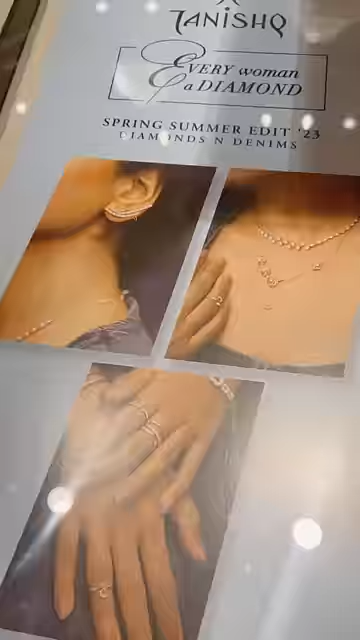 TANISHQ
EVERY woman
a DIAMOND
SPRING SUMMER EDIT '23
DIAMONDS N DENIMS